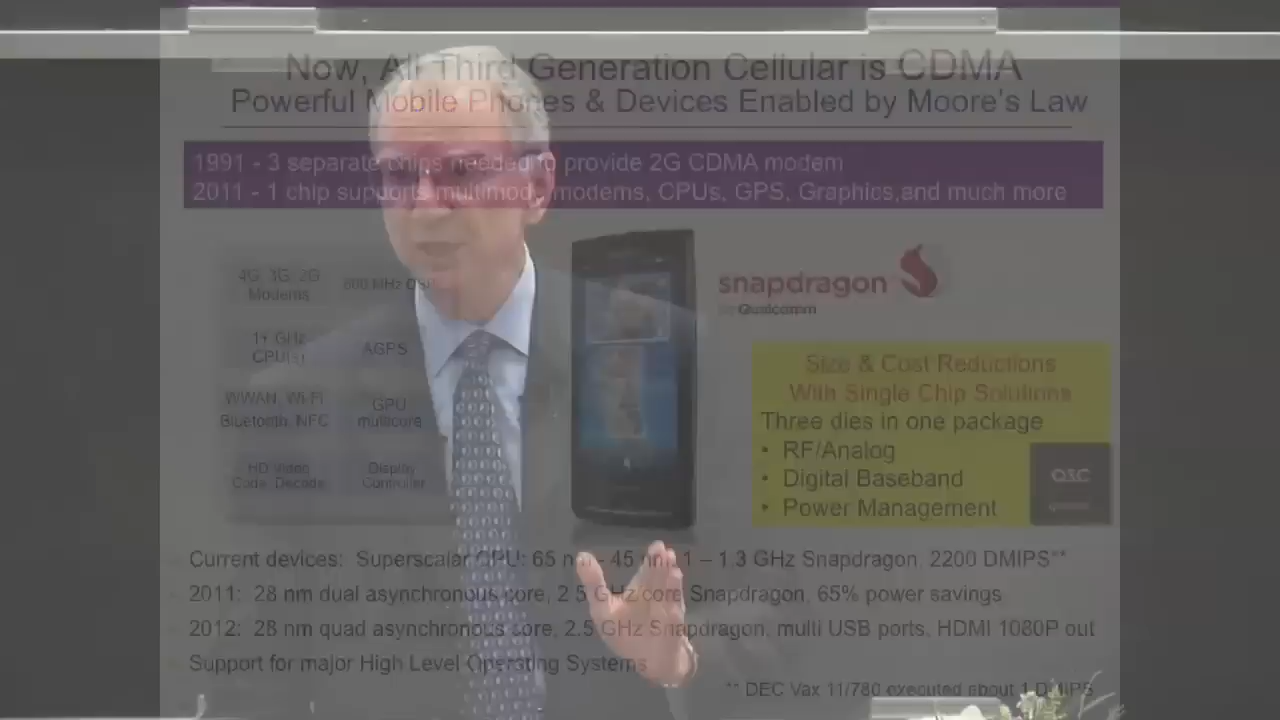 Now, All Third Generation Cellular is CDMA
Powerful Mobile Phones & Devices Enabled by Moore's Law
1991 - 3 separate chips needed to provide 2G CDMA modem
2011 - 1 chip supports multimode modems, CPUs, GPS, Graphics,and much more
4G, 3G, 2G
Modems
600 MHz DSP
1+ GHz
CPU(s)
AGPS
WWAN, Wi-Fi
Bluetooth, NFC
GPU
multicore
HD Video
Code, Decode
Display
Controller
snapdragon
by Qualcomm
Size & Cost Reductions
With Single Chip Solutions
Three dies in one package
• RF/Analog
• Digital Baseband
• Power Management
QSC
Current devices: Superscalar CPU: 65 nm - 45 nm, 1 – 1.3 GHz Snapdragon, 2200 DMIPS**
2011: 28 nm dual asynchronous core, 2.5 GHz/core Snapdragon, 65% power savings
2012: 28 nm quad asynchronous core, 2.5 GHz Snapdragon, multi USB ports, HDMI 1080P out
Support for major High Level Operating Systems
** DEC Vax 11/780 executed about 1 DMIPS